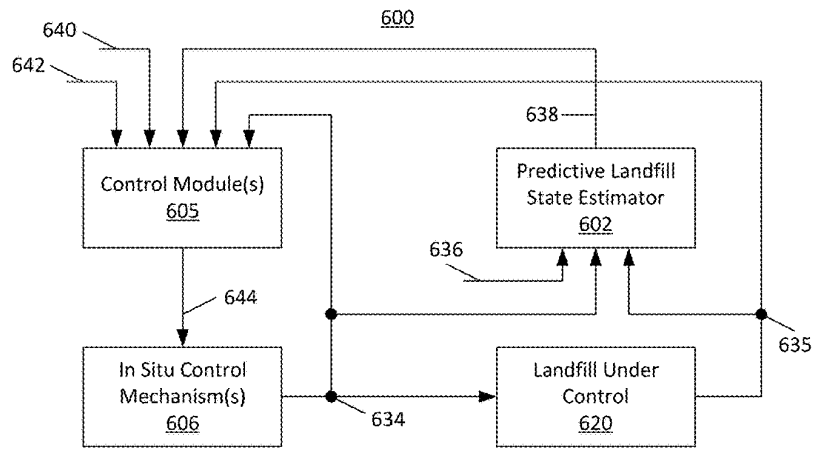 600
640
642
638
Control Module(s)
605
Predictive Landfill
State Estimator
602
636
644
635
In Situ Control
Mechanism(s)
606
634
Landfill Under
Control
620